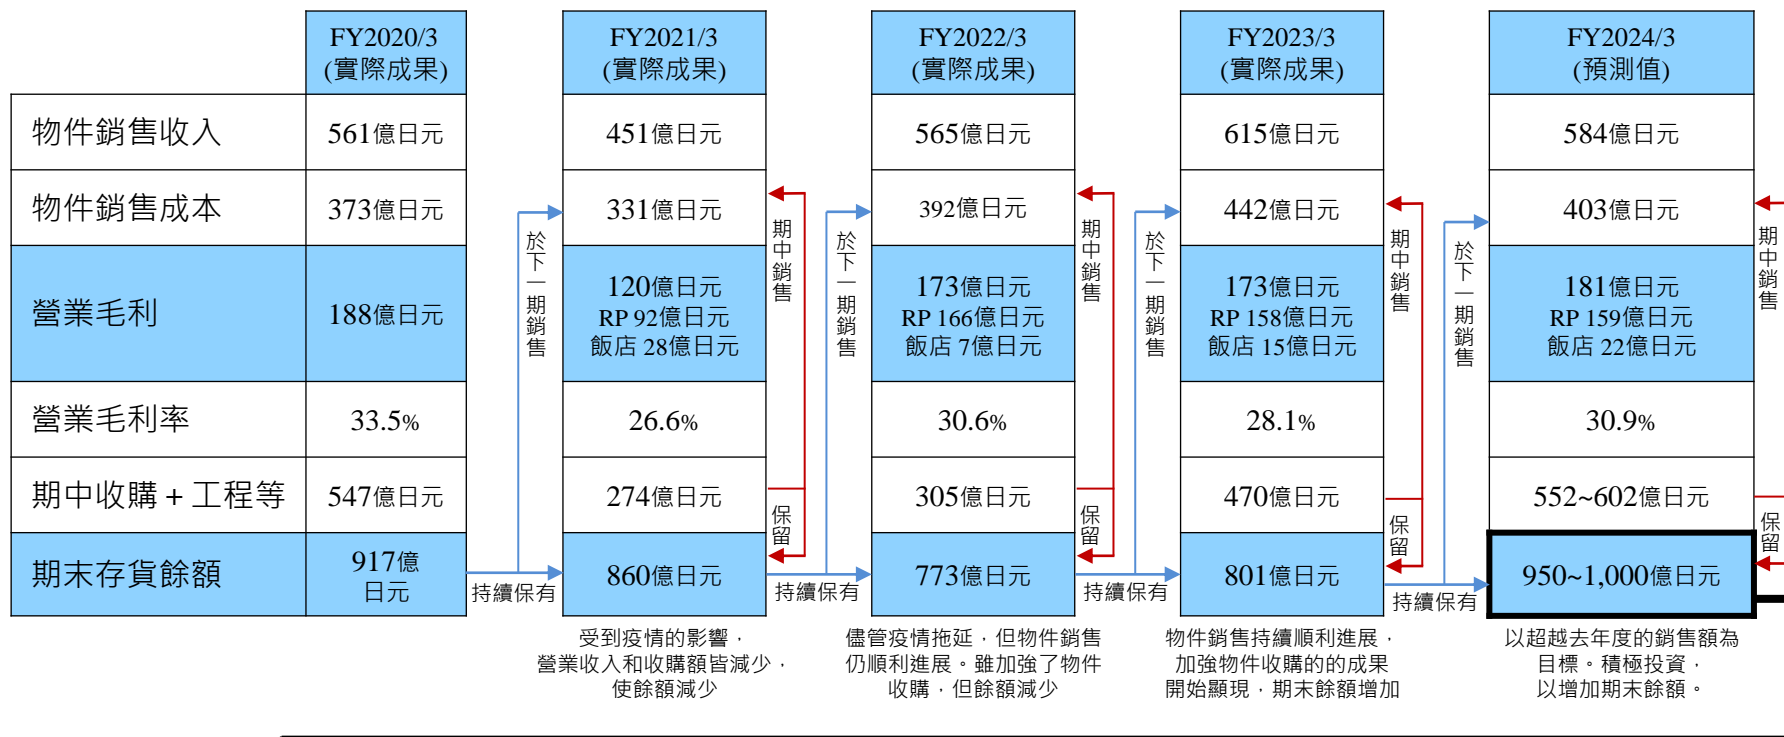 FY2020/3
(實際成果)
FY2021/3
(實際成果)
FY2022/3
(實際成果)
FY2023/3
(實際成果)
FY2024/3
(預測值)
物件銷售收入
561億日元
451億日元
565億日元
615億日元
584億日元
物件銷售成本
373億日元
331億日元
392億日元
442億日元
403億日元
營業毛利
188億日元
120億日元
RP 92億日元
飯店 28億日元
173億日元
RP 166億日元
飯店 7億日元
173億日元
RP 158億日元
飯店 15億日元
181億日元
RP 159億日元
飯店 22億日元
營業毛利率
33.5%
26.6%
30.6%
28.1%
30.9%
期中收購＋工程等
547億日元
274億日元
305億日元
470億日元
552~602億日元
期末存貨餘額
917億
日元
860億日元
773億日元
801億日元
950~1,000億日元
於下一期銷售
期中銷售
於下一期銷售
期中銷售
於下一期銷售
期中銷售
於下一期銷售
期中銷售
保留
保留
保留
保留
持續保有
持續保有
持續保有
持續保有
受到疫情的影響，
營業收入和收購額皆減少，
使餘額減少
儘管疫情拖延，但物件銷售
仍順利進展。雖加強了物件
收購，但餘額減少
物件銷售持續順利進展，
加強物件收購的的成果
開始顯現，期末餘額增加
以超越去年度的銷售額為
目標。積極投資，
以增加期末餘額。